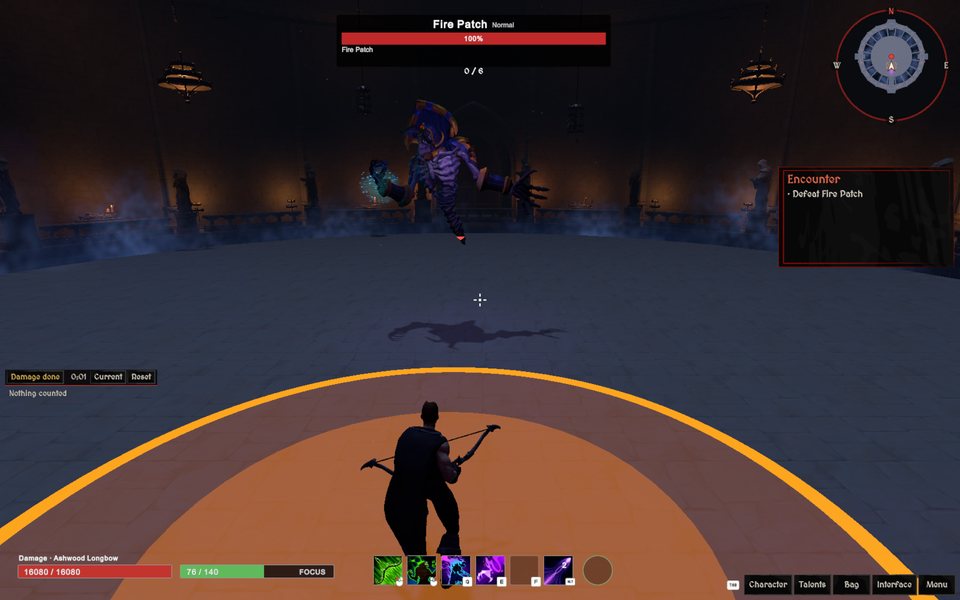 Fire Patch Normal
100%
Fire Patch
0 / 6
N
W
E
A
S
Encounter
· Defeat Fire Patch
Damage done 0:01 Current Reset
Nothing counted
Damage · Ashwood Longbow
16080 / 16080
76 / 140 FOCUS
Q
E
F
TAB
Character
Talents
Bag
Interface
Menu